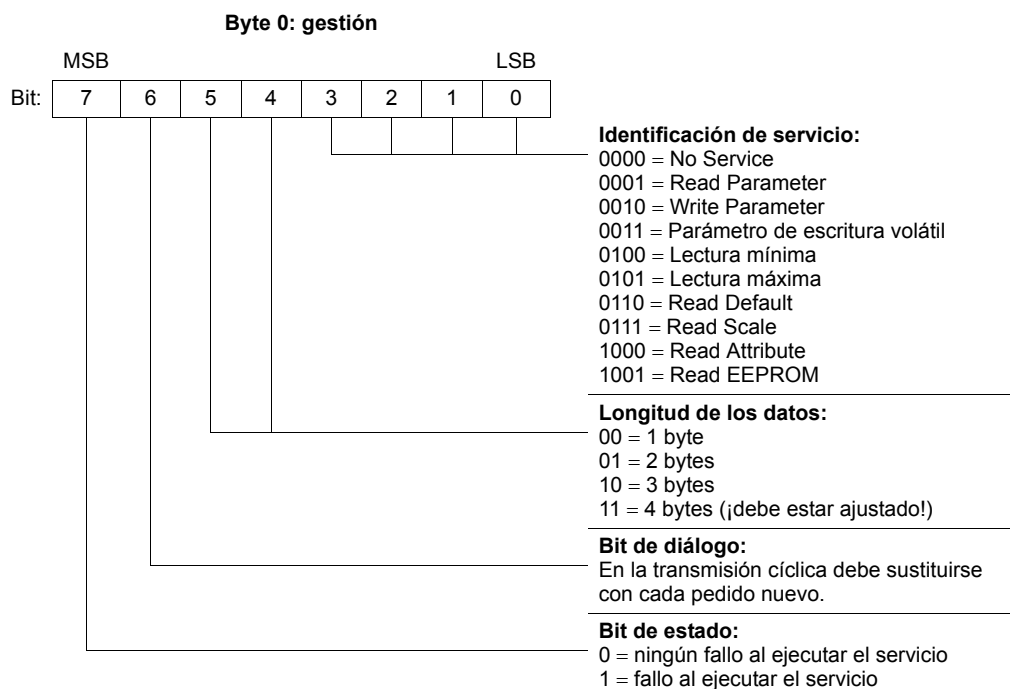 Byte 0: gestión
MSB LSB
Bit: 7 6 5 4 3 2 1 0
Identificación de servicio:
0000 = No Service
0001 = Read Parameter
0010 = Write Parameter
0011 = Parámetro de escritura volátil
0100 = Lectura mínima
0101 = Lectura máxima
0110 = Read Default
0111 = Read Scale
1000 = Read Attribute
1001 = Read EEPROM
Longitud de los datos:
00 = 1 byte
01 = 2 bytes
10 = 3 bytes
11 = 4 bytes (¡debe estar ajustado!)
Bit de diálogo:
En la transmisión cíclica debe sustituirse
con cada pedido nuevo.
Bit de estado:
0 = ningún fallo al ejecutar el servicio
1 = fallo al ejecutar el servicio